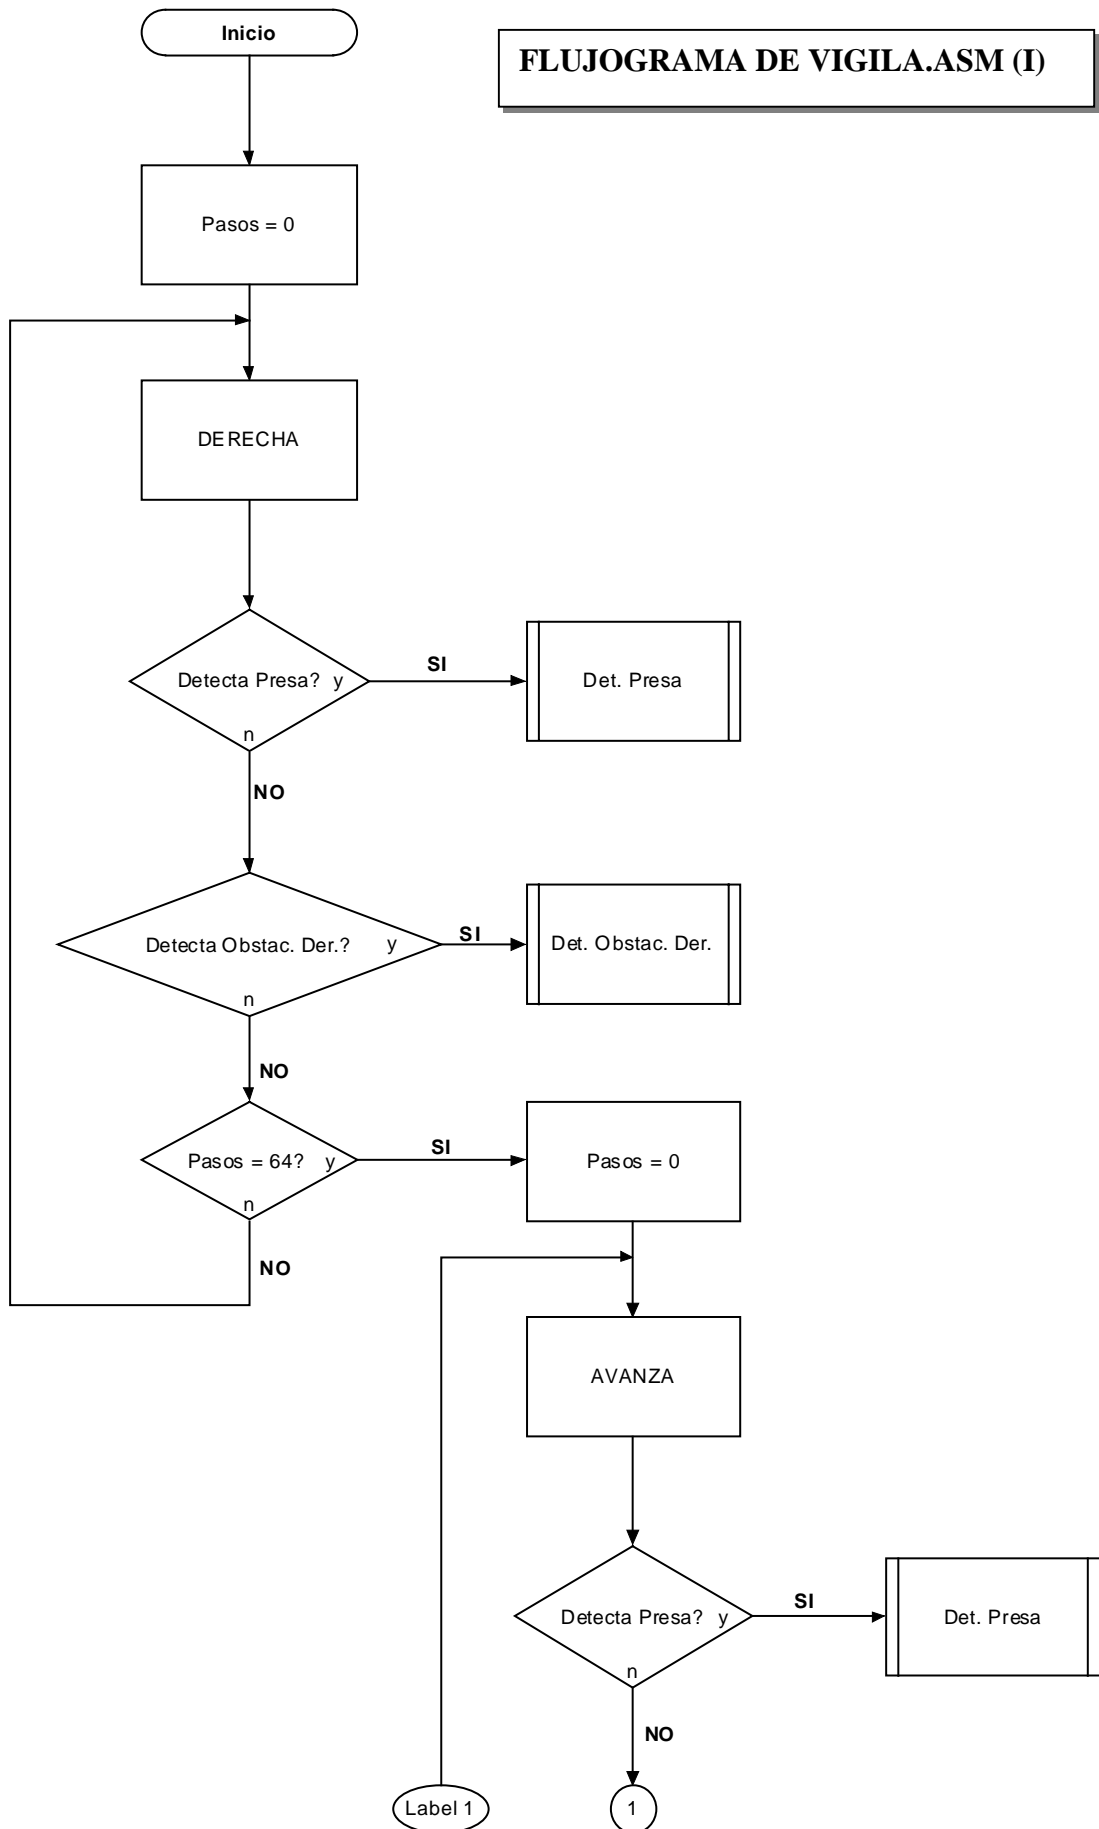 Inicio
FLUJOGRAMA DE VIGILA.ASM (I)
Pasos = 0
DERECHA
Detecta Presa? y
SI
Det. Presa
n
NO
Detecta Obstac. Der.? y
SI
Det. Obstac. Der.
n
NO
Pasos = 64? y
SI
Pasos = 0
n
NO
AVANZA
Detecta Presa? y
SI
Det. Presa
n
NO
Label 1
1